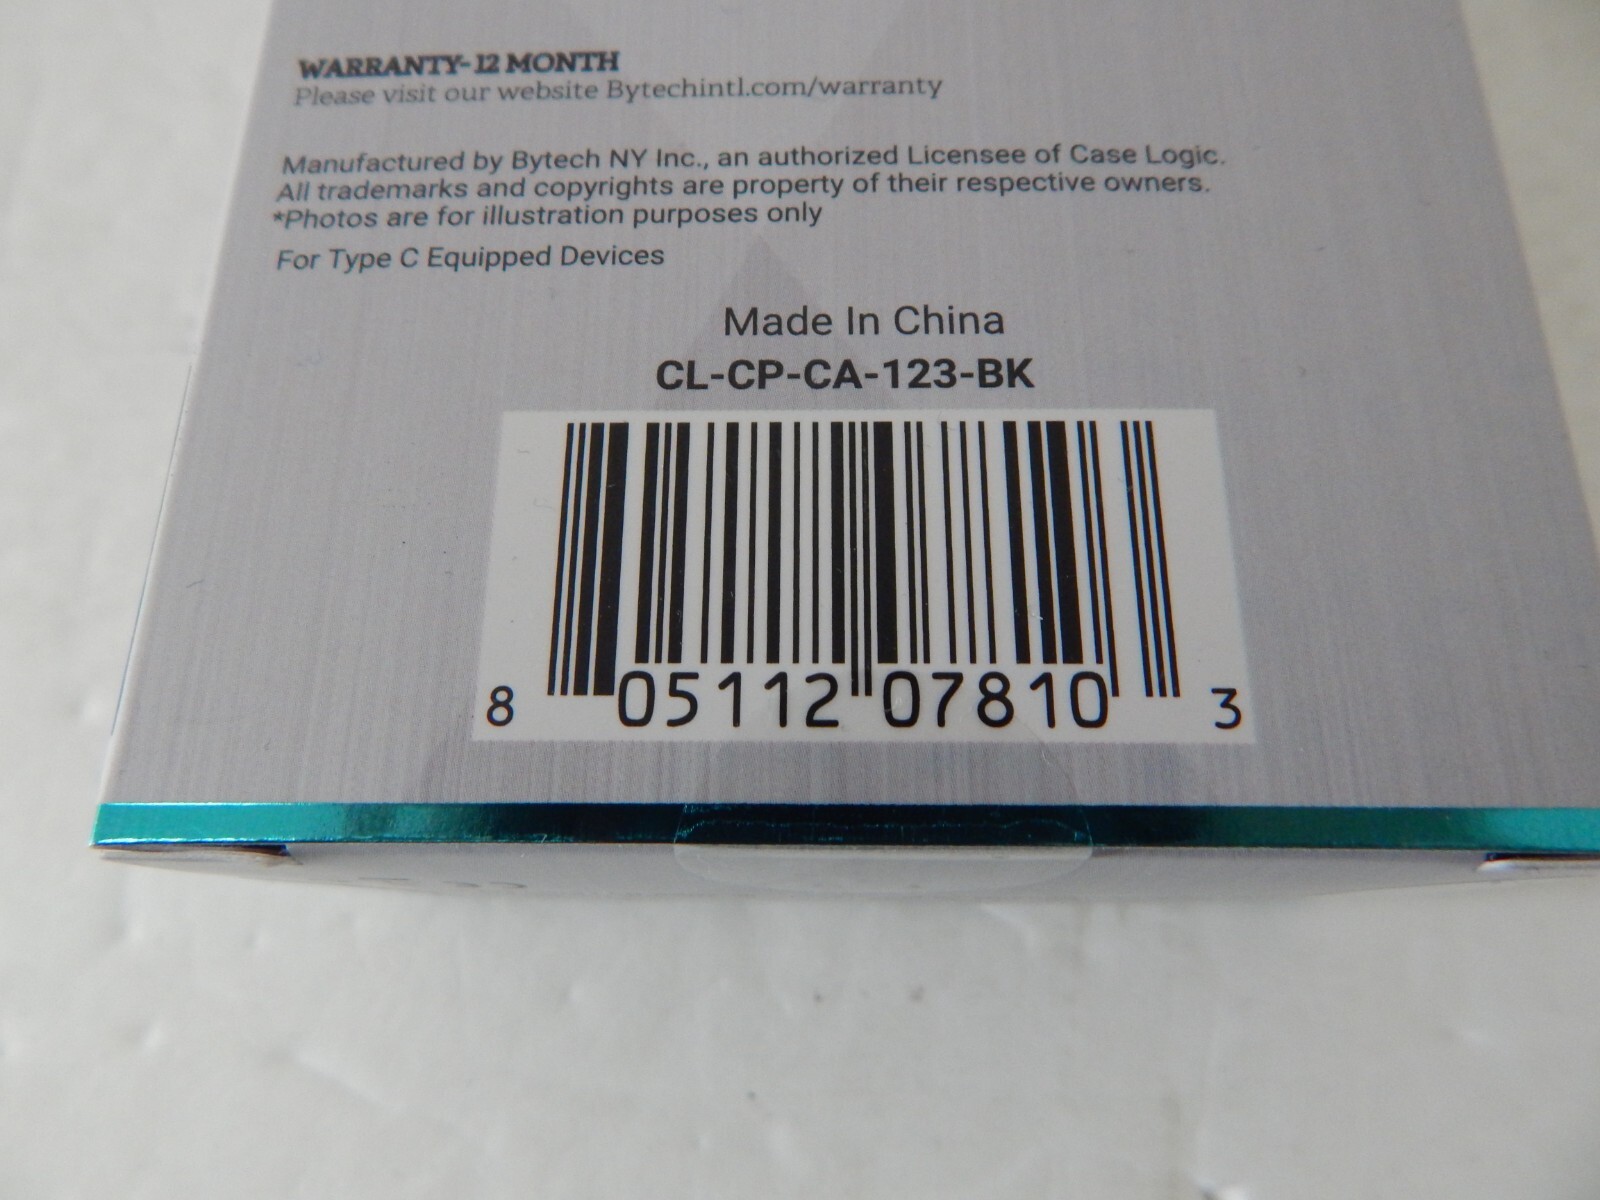 WARRANTY- 12 MONTH
Please visit our website Bytechintl.com/warranty
Manufactured by Bytech NY Inc., an authorized Licensee of Case Logic.
All trademarks and copyrights are property of their respective owners.
*Photos are for illustration purposes only
For Type C Equipped Devices
Made In China
CL-CP-CA-123-BK
8 05112 07810 3